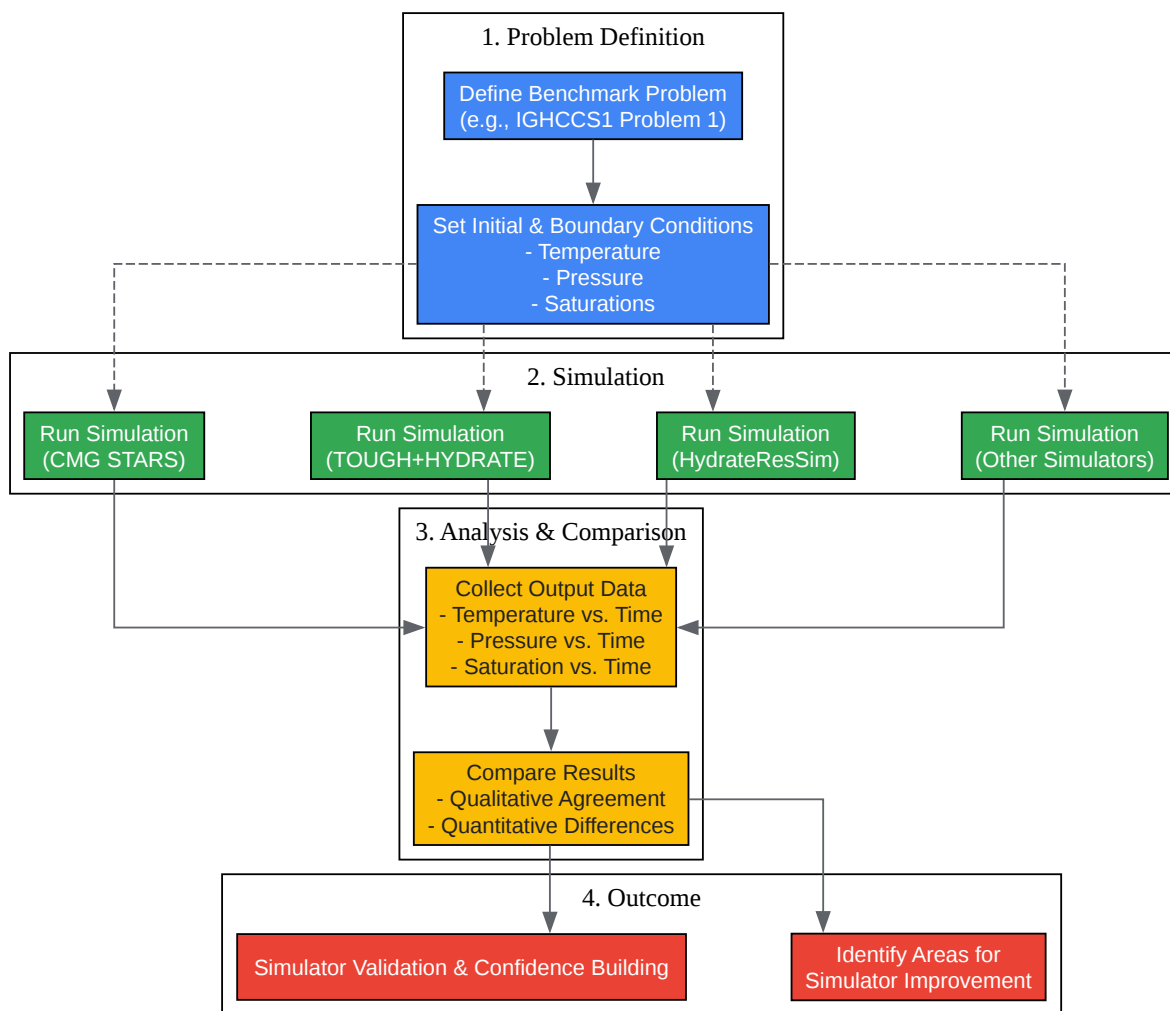 1. Problem Definition
Define Benchmark Problem
(e.g., IGHCCS1 Problem 1)
Set Initial & Boundary Conditions
- Temperature
- Pressure
- Saturations
2. Simulation
Run Simulation
(CMG STARS)
Run Simulation
(TOUGH+HYDRATE)
Run Simulation
(HydrateResSim)
Run Simulation
(Other Simulators)
3. Analysis & Comparison
Collect Output Data
- Temperature vs. Time
- Pressure vs. Time
- Saturation vs. Time
Compare Results
- Qualitative Agreement
- Quantitative Differences
4. Outcome
Simulator Validation & Confidence Building
Identify Areas for
Simulator Improvement